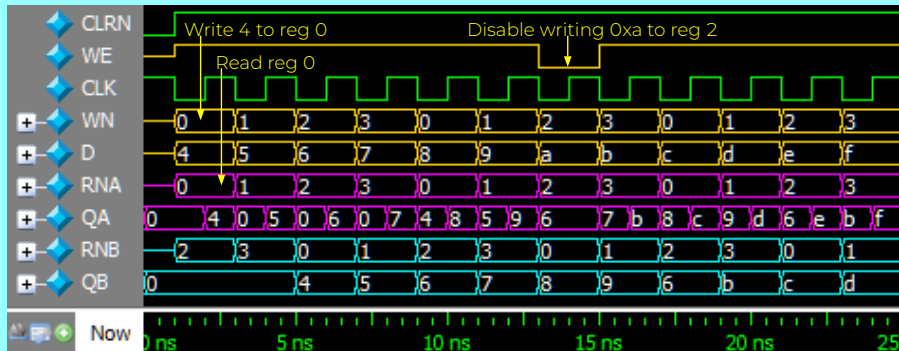 CLRN
Write 4 to reg 0 Disable writing 0xa to reg 2
WE
Read reg 0
CLK
WN 0 1 2 3 0 1 2 3 0 1 2 3
D 4 5 6 7 8 9 a b c d e f
RNA 0 1 2 3 0 1 2 3 0 1 2 3
QA 0 4 0 5 0 6 0 7 4 8 5 9 6 7 b 8 c 9 d 6 e b f
RNB 2 3 0 1 2 3 0 1 2 3 0 1
QB 0 4 5 6 7 8 9 6 b c d
Now 0 ns 5 ns 10 ns 15 ns 20 ns 25